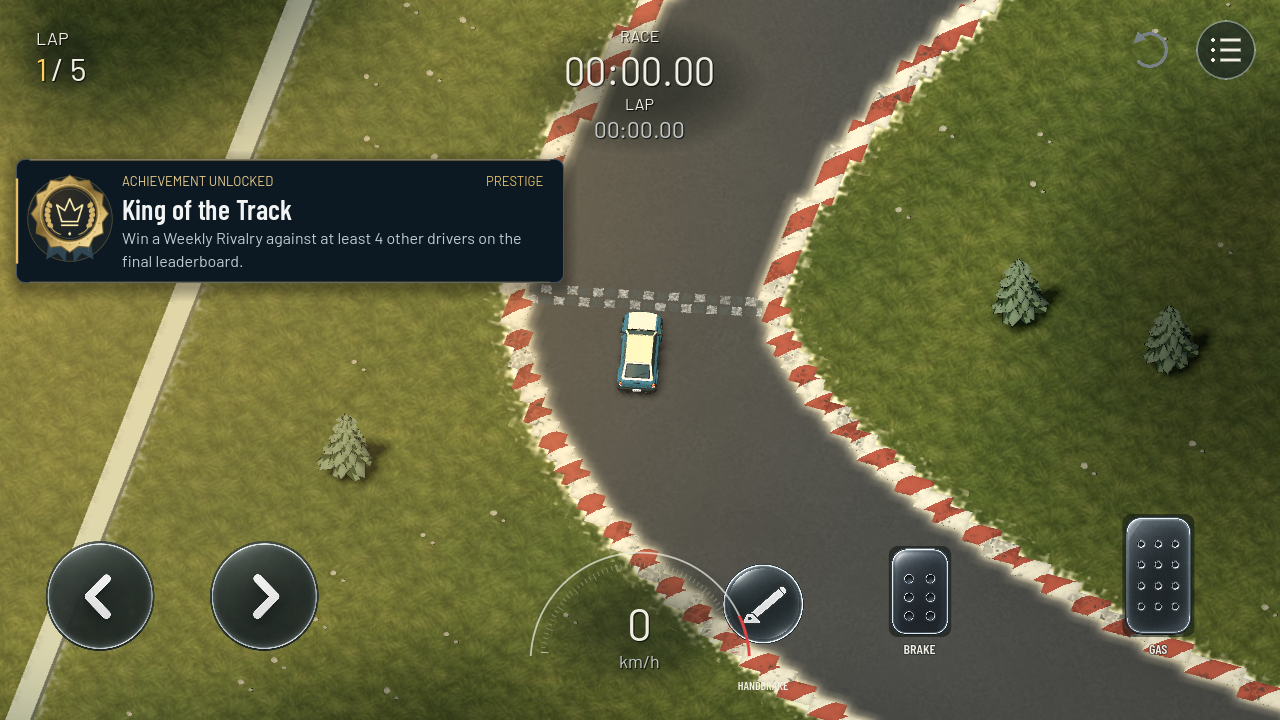 LAP
1/ 5
RACE
00:00.00
LAP
00:00.00
ACHIEVEMENT UNLOCKED
PRESTIGE
King of the Track
Win a Weekly Rivalry against at least 4 other drivers on the
final leaderboard.
0
km/h
HANDBRAKE
BRAKE
GAS